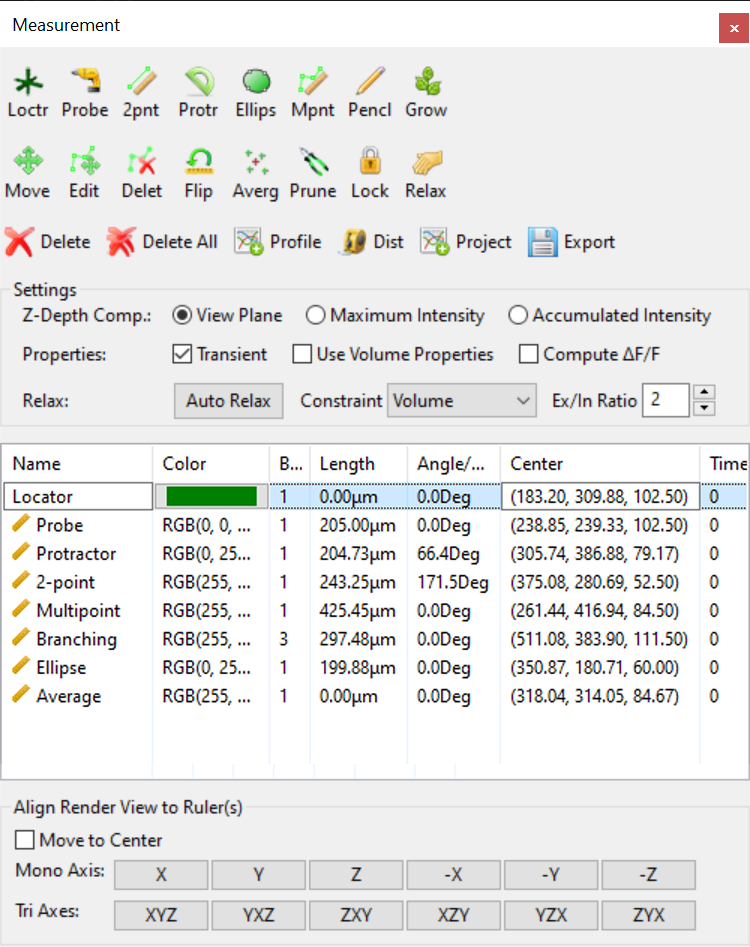 Measurement
x
Loctr Probe 2pnt Protr Ellips Mpnt Pencl Grow
Move Edit Delet Flip Averg Prune Lock Relax
Delete Delete All Profile Dist Project Export
Settings
Z-Depth Comp.: View Plane Maximum Intensity Accumulated Intensity
Properties: Transient Use Volume Properties Compute ΔF/F
Relax: Auto Relax Constraint Volume Ex/In Ratio 2
Name Color B... Length Angle/... Center Time
Locator 1 0.00µm 0.0Deg (183.20, 309.88, 102.50) 0
Probe RGB(0, 0, ... 1 205.00µm 0.0Deg (238.85, 239.33, 102.50) 0
Protractor RGB(0, 25... 1 204.73µm 66.4Deg (305.74, 386.88, 79.17) 0
2-point RGB(255, ... 1 243.25µm 171.5Deg (375.08, 280.69, 52.50) 0
Multipoint RGB(255, ... 1 425.45µm 0.0Deg (261.44, 416.94, 84.50) 0
Branching RGB(255, ... 3 297.48µm 0.0Deg (511.08, 383.90, 111.50) 0
Ellipse RGB(0, 25... 1 199.88µm 0.0Deg (350.87, 180.71, 60.00) 0
Average RGB(255, ... 1 0.00µm 0.0Deg (318.04, 314.05, 84.67) 0
Align Render View to Ruler(s)
Move to Center
Mono Axis: X Y Z -X -Y -Z
Tri Axes: XYZ YXZ ZXY XZY YZX ZYX